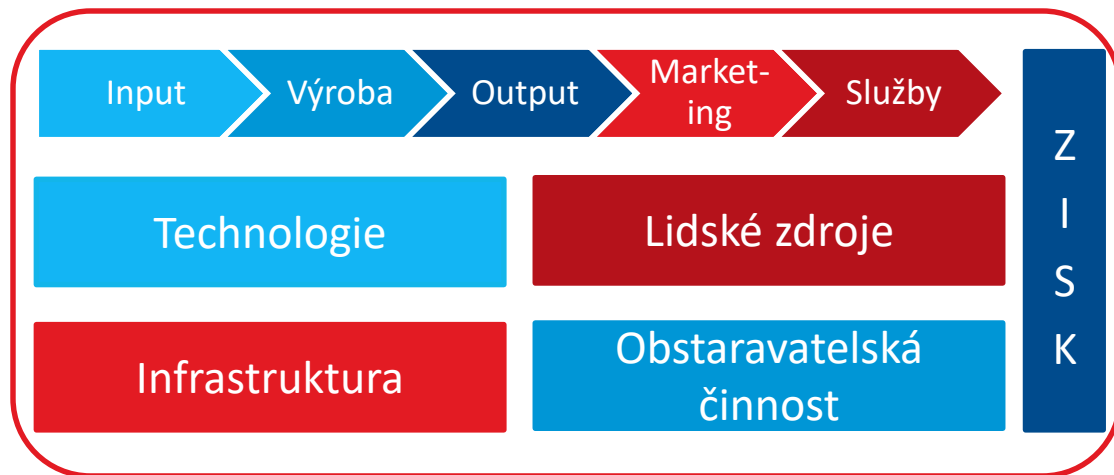 Input
Výroba
Output
Market-
ing
Služby
Technologie
Lidské zdroje
Infrastruktura
Obstaravatelská
činnost
Z
I
S
K